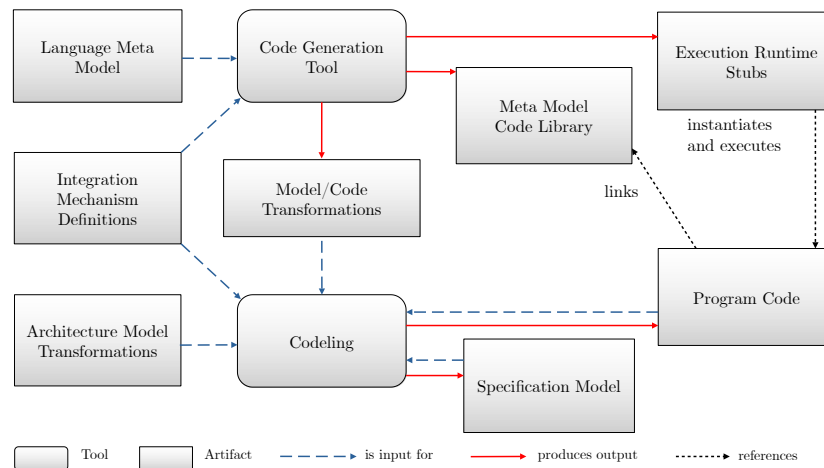 Language Meta
Model
Code Generation
Tool
Execution Runtime
Stubs
Meta Model
Code Library
instantiates
and executes
Integration
Mechanism
Definitions
Model/Code
Transformations
links
Program Code
Architecture Model
Transformations
Codeling
Specification Model
Tool
Artifact
is input for
produces output
references